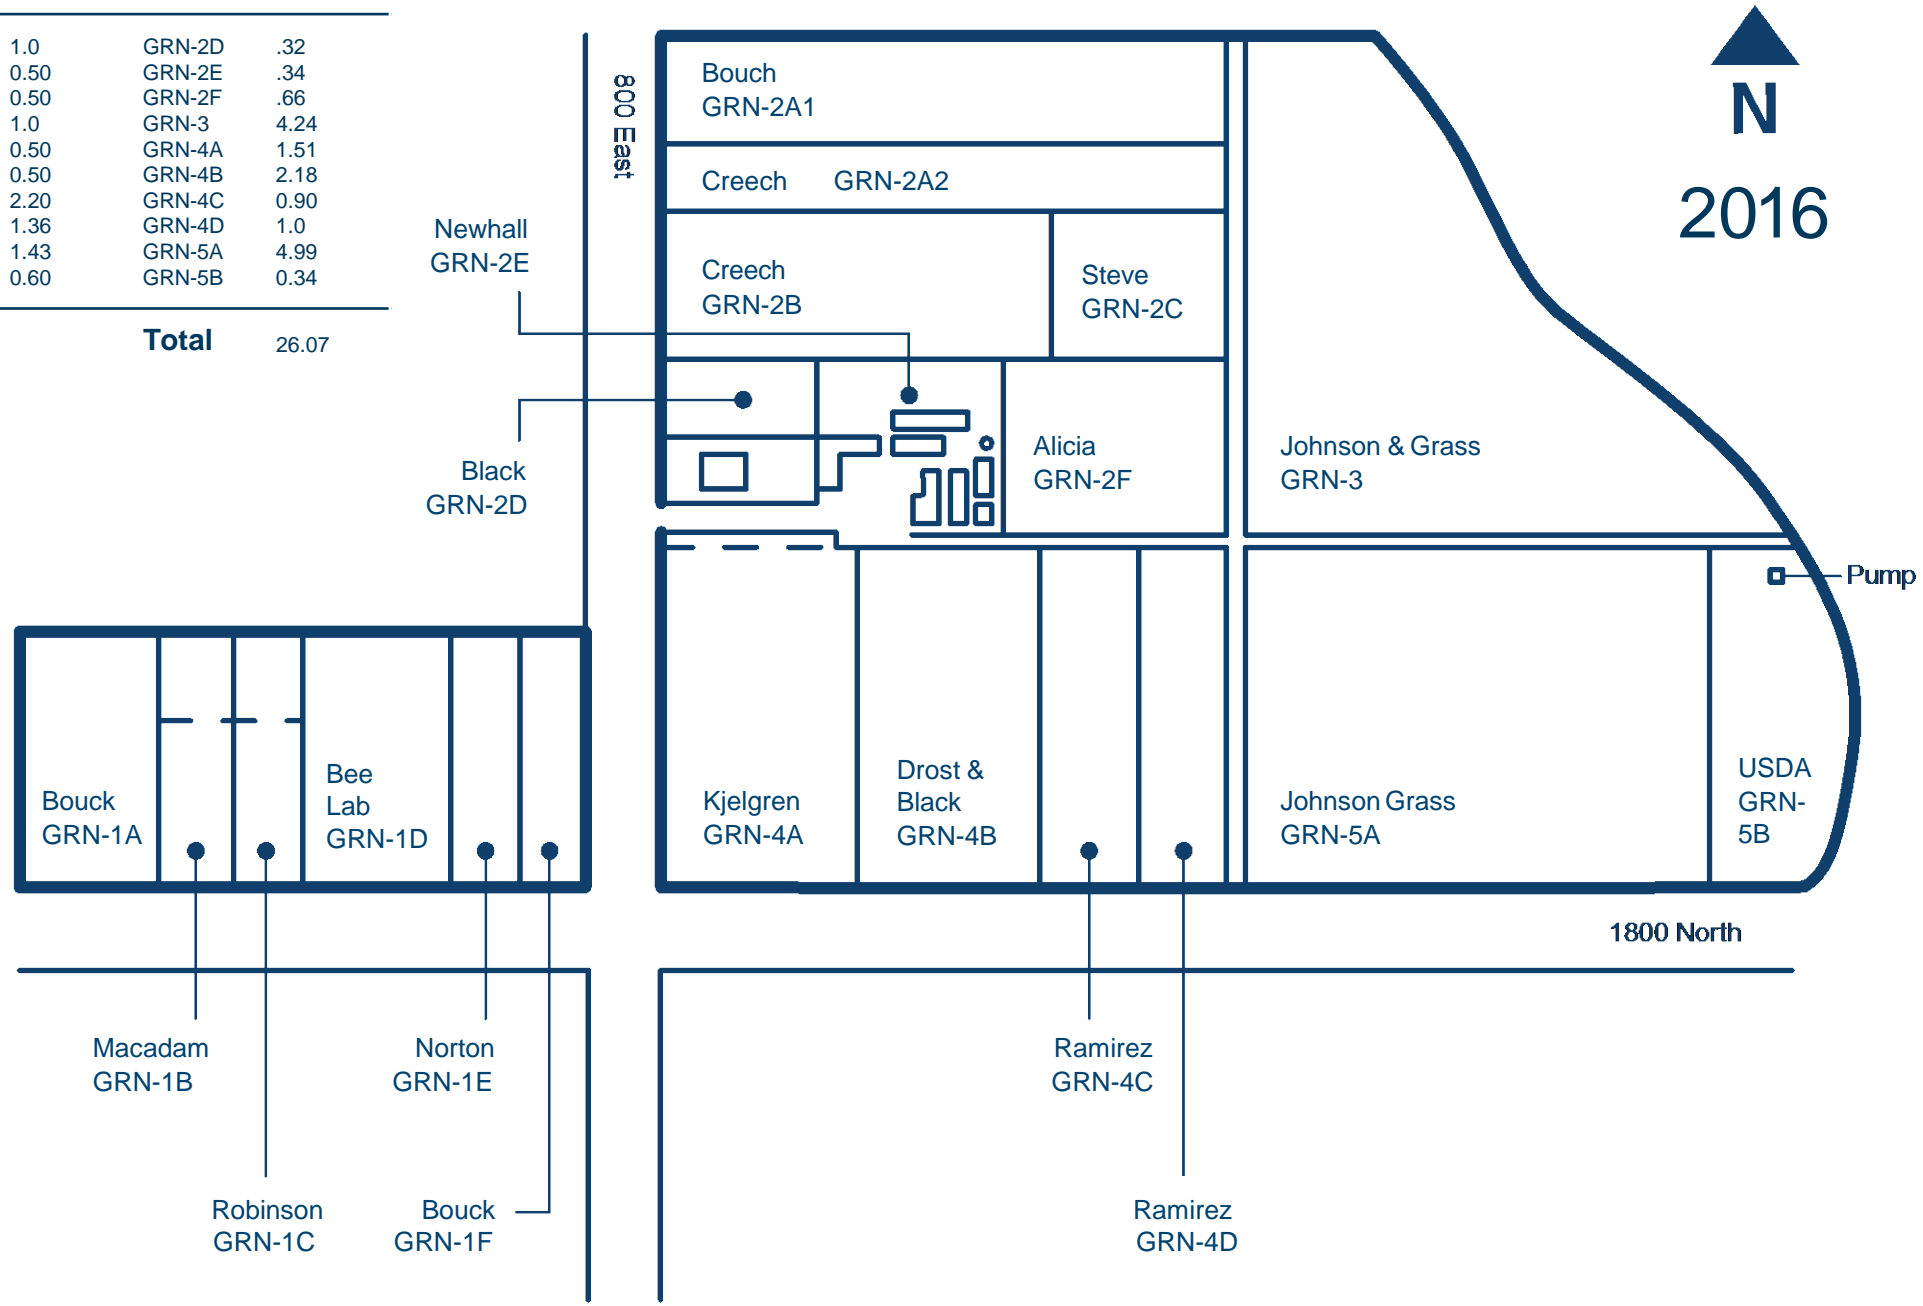 1.0 GRN-2D .32
0.50 GRN-2E .34
0.50 GRN-2F .66
1.0 GRN-3 4.24
0.50 GRN-4A 1.51
0.50 GRN-4B 2.18
2.20 GRN-4C 0.90
1.36 GRN-4D 1.0
1.43 GRN-5A 4.99
0.60 GRN-5B 0.34
Total 26.07
800 East
N
2016
Bouch
GRN-2A1
Creech GRN-2A2
Newhall
GRN-2E
Creech
GRN-2B
Steve
GRN-2C
Black
GRN-2D
Alicia
GRN-2F
Johnson & Grass
GRN-3
Pump
Bouck
GRN-1A
Bee
Lab
GRN-1D
Kjelgren
GRN-4A
Drost &
Black
GRN-4B
Johnson Grass
GRN-5A
USDA
GRN-
5B
1800 North
Macadam
GRN-1B
Norton
GRN-1E
Ramirez
GRN-4C
Robinson
GRN-1C
Bouck
GRN-1F
Ramirez
GRN-4D